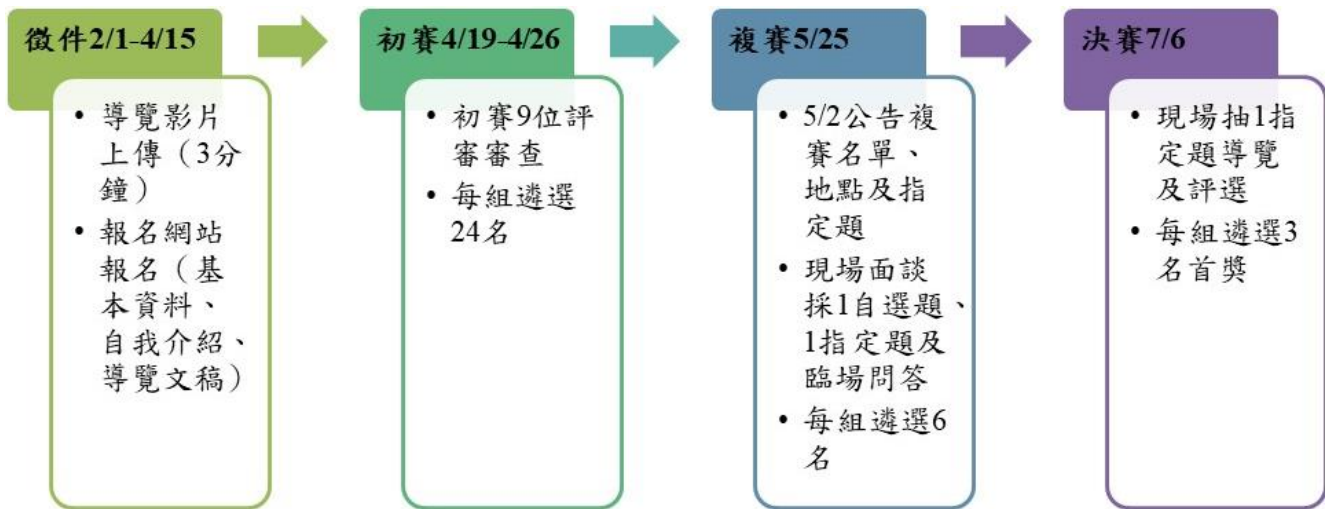 徵件2/1-4/15
• 導覽影片
上傳（3分
鐘）
• 報名網站
報名（基
本資料、
自我介紹、
導覽文稿）
初賽4/19-4/26
• 初賽9位評
審審查
• 每組遴選
24名
複賽5/25
• 5/2公告複
賽名單、
地點及指
定題
• 現場面談
採1自選題、
1指定題及
臨場問答
• 每組遴選6
名
決賽7/6
• 現場抽1指
定題導覽
及評選
• 每組遴選3
名首獎